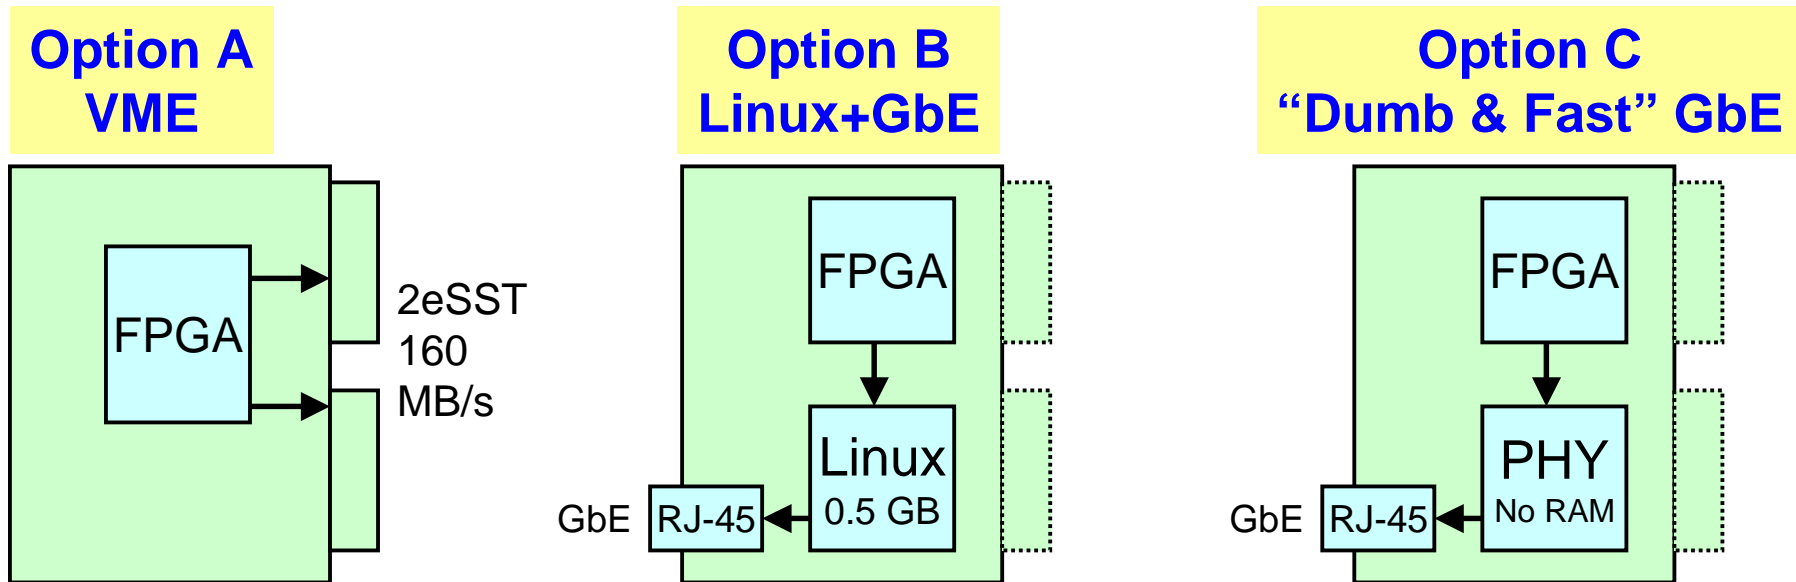 Option A
VME
FPGA
2eSST
160
MB/s
Option B
Linux+GbE
FPGA
Linux
0.5 GB
GbE
RJ-45
Option C
“Dumb & Fast” GbE
FPGA
PHY
No RAM
GbE
RJ-45